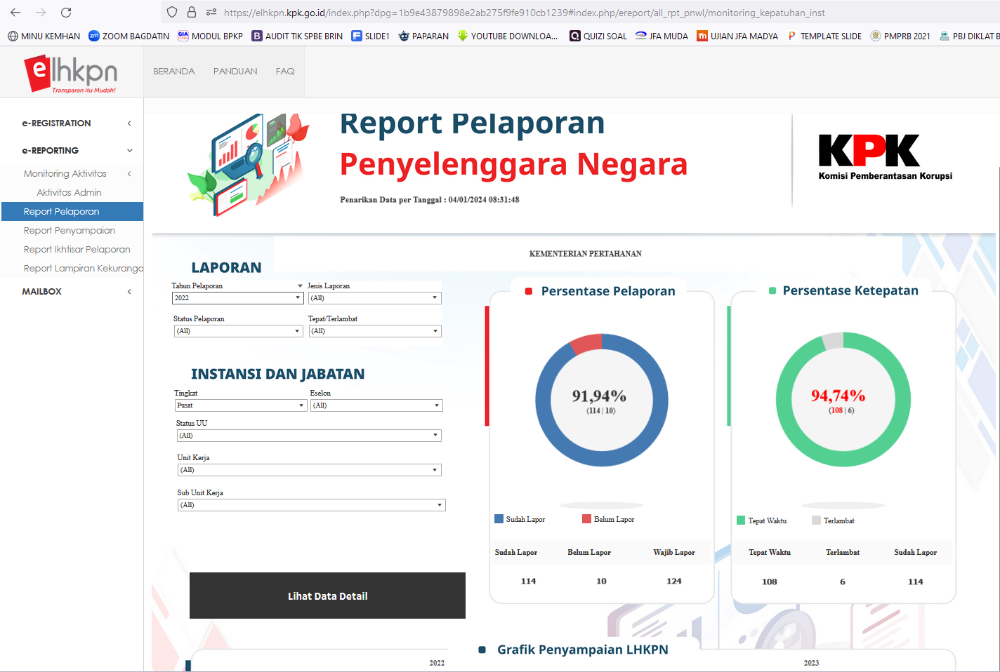 https://elhkpn.kpk.go.id/index.php?dpg=1b9e43879898e2ab275f9fe910cb1239#index.php/ereport/all_rpt_pnwl/monitoring_kepatuhan_inst
MINU KEMHAN ZOOM BAGDATIN MODUL BPKP AUDIT TIK SPBE BRIN SLIDE1 PAPARAN YOUTUBE DOWNLOA... QUIZI SOAL JFA MUDA UJIAN JFA MADYA TEMPLATE SLIDE PMPRB 2021 PBJ DIKLAT B
elhkpn
Transparan itu Mudah!
BERANDA PANDUAN FAQ
e-REGISTRATION
e-REPORTING
Monitoring Aktivitas
Aktivitas Admin
Report Pelaporan
Report Penyampaian
Report Ikhtisar Pelaporan
Report Lampiran Kekuranga
MAILBOX
Report Pelaporan
Penyelenggara Negara
Penarikan Data per Tanggal : 04/01/2024 08:31:48
KPK
Komisi Pemberantasan Korupsi
KEMENTERIAN PERTAHANAN
LAPORAN
Tahun Pelaporan Jenis Laporan
2022 (All)
Status Pelaporan Tepat/Terlambat
(All) (All)
INSTANSI DAN JABATAN
Tingkat Eselon
Pusat (All)
Status UU
(All)
Unit Kerja
(All)
Sub Unit Kerja
(All)
Lihat Data Detail
Persentase Pelaporan
91,94%
(114 | 10)
Sudah Lapor Belum Lapor
Sudah Lapor Belum Lapor Wajib Lapor
114 10 124
Persentase Ketepatan
94,74%
(108 | 6)
Tepat Waktu Terlambat
Tepat Waktu Terlambat Sudah Lapor
108 6 114
Grafik Penyampaian LHKPN
2022 2023